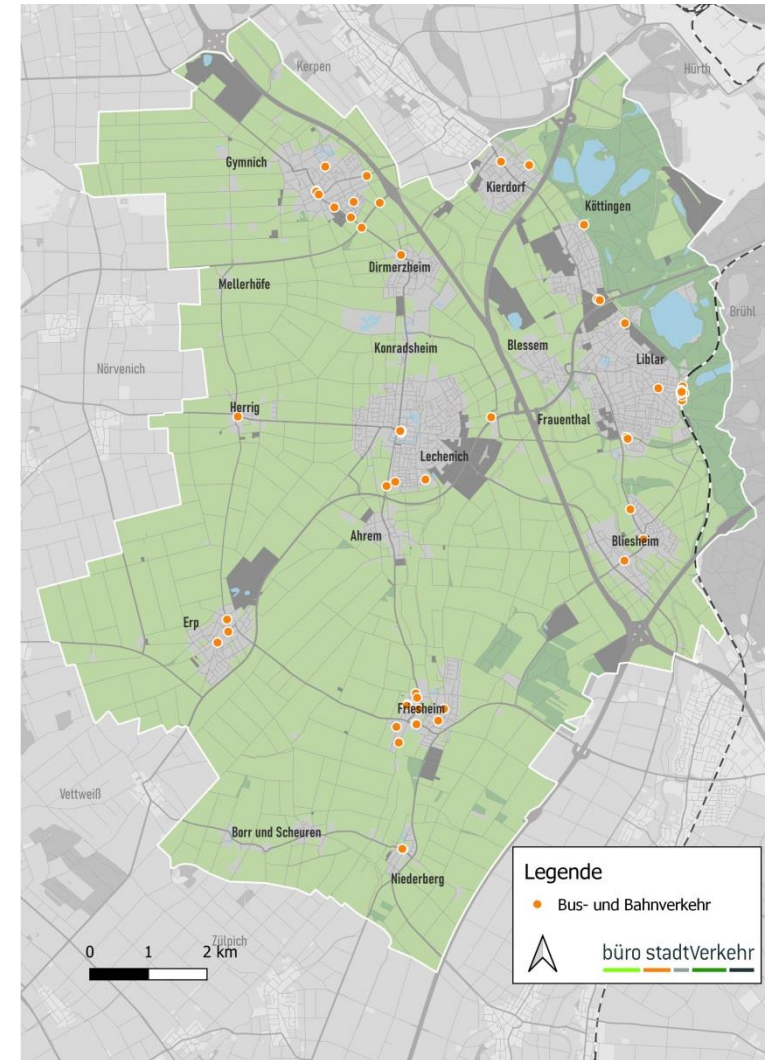 Kerpen
Hürth
Gymnich
Kierdorf
Köttingen
Dirmerzheim
Mellerhöfe
Brühl
Konradsheim
Blessem
Liblar
Nörvenich
Herrig
Frauenthal
Lechenich
Ahrem
Bliesheim
Erp
Friesheim
Vettweiß
Borr und Scheuren
Niederberg
Zülpich
0 1 2 km
Legende
Bus- und Bahnverkehr
büro stadtVerkehr